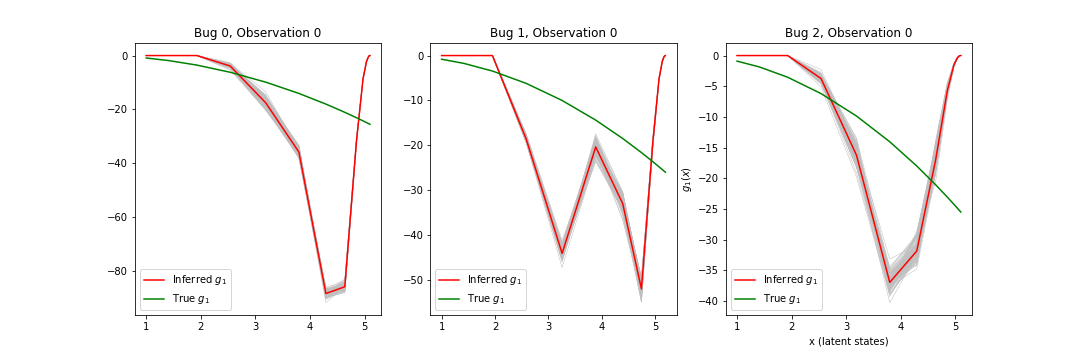 Bug 0, Observation 0
0
−20
−40
−60
−80
1 2 3 4 5
Inferred g₁
True g₁
Bug 1, Observation 0
0
−10
−20
−30
−40
−50
1 2 3 4 5
Inferred g₁
True g₁
Bug 2, Observation 0
g₁(x)
0
−5
−10
−15
−20
−25
−30
−35
−40
1 2 3 4 5
x (latent states)
Inferred g₁
True g₁